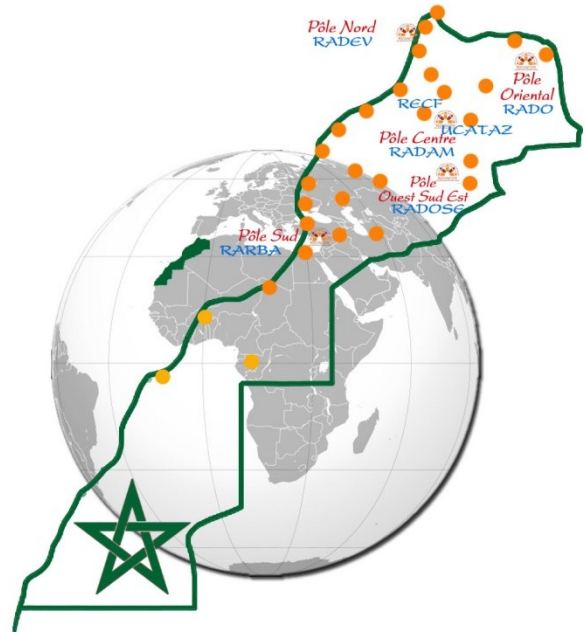 Pôle Nord
RADEV
Pôle
Oriental
RADO
RECF
UCATAZ
Pôle Centre
RADAM
Pôle
Ouest Sud Est
RADOSE
Pôle Sud
RARBA